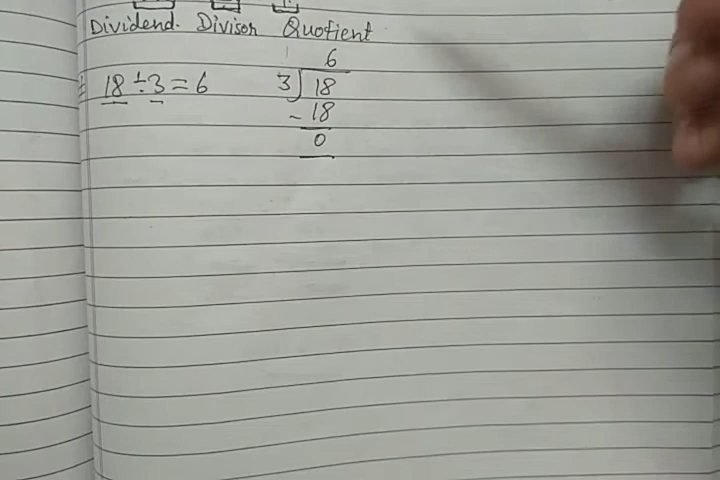 Dividend. Divisor Quotient
6
18 ÷ 3 = 6 3) 18
- 18
0